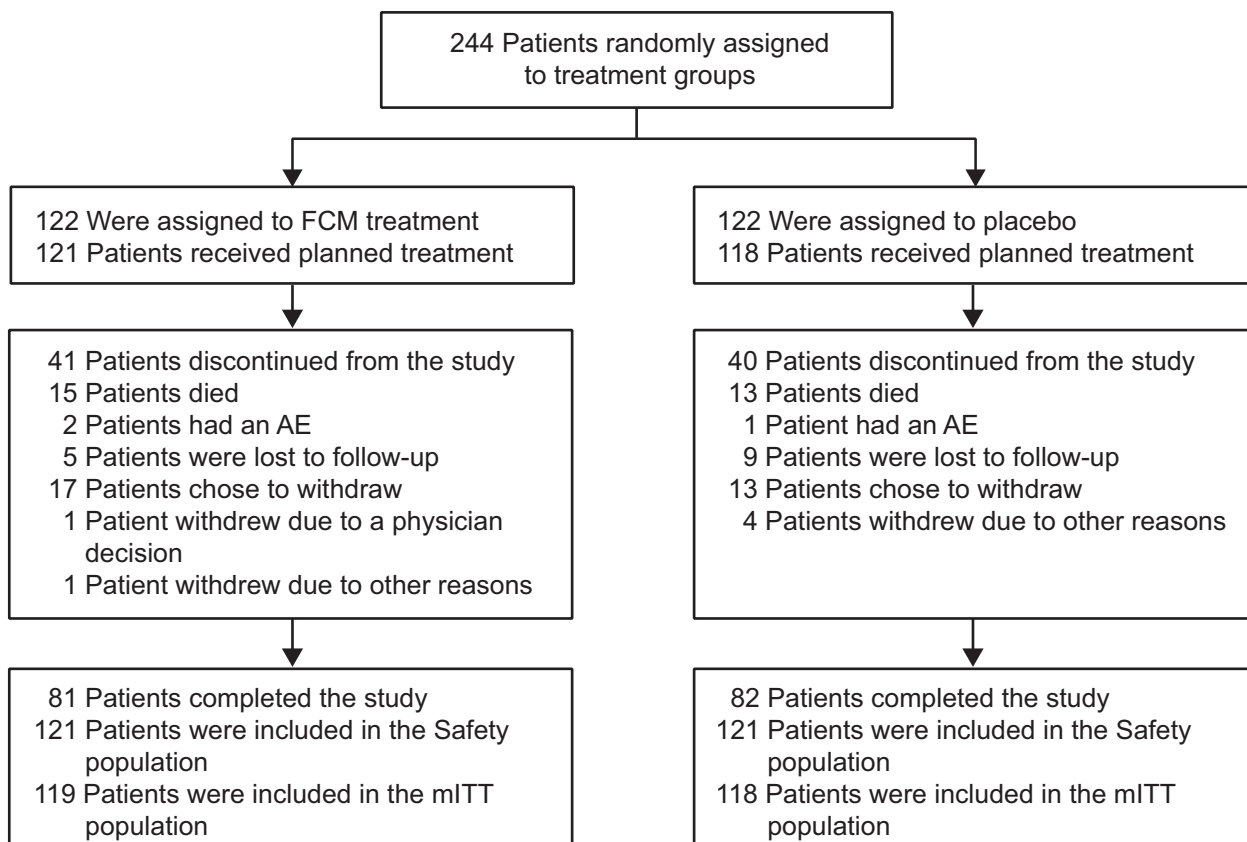 244 Patients randomly assigned
to treatment groups
122 Were assigned to FCM treatment
121 Patients received planned treatment
122 Were assigned to placebo
118 Patients received planned treatment
41 Patients discontinued from the study
15 Patients died
2 Patients had an AE
5 Patients were lost to follow-up
17 Patients chose to withdraw
1 Patient withdrew due to a physician
decision
1 Patient withdrew due to other reasons
40 Patients discontinued from the study
13 Patients died
1 Patient had an AE
9 Patients were lost to follow-up
13 Patients chose to withdraw
4 Patients withdrew due to other reasons
81 Patients completed the study
121 Patients were included in the Safety
population
119 Patients were included in the mITT
population
82 Patients completed the study
121 Patients were included in the Safety
population
118 Patients were included in the mITT
population